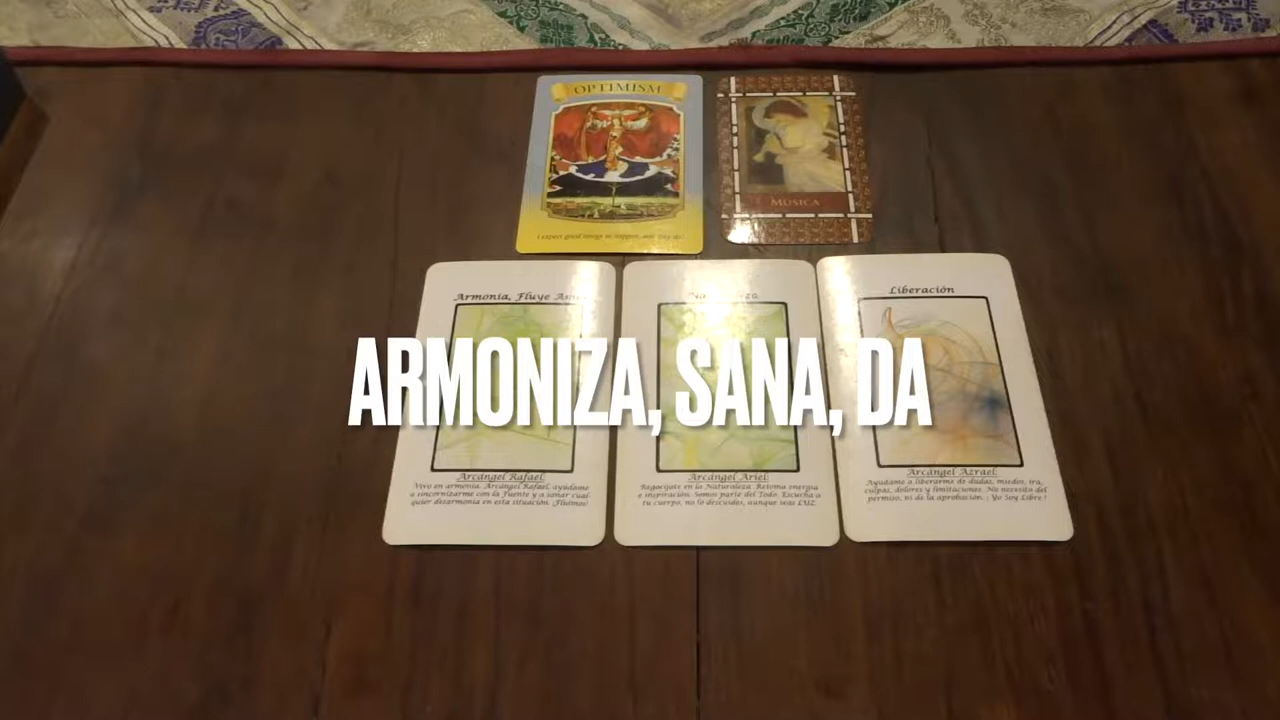 OPTIMISM
I expect good things to happen, and they do!
MUSICA
Armonía, Fluye
Liberación
ARMONIZA, SANA, DA
Arcángel Rafael:
Vivo en armonía. Arcángel Rafael, ayúdame
a sincornizarme con la Fuente y a sanar cual
quier desarmonía en esta situación. ¡Fluimos!
Arcángel Ariel:
Regocíjate en la Naturaleza. Retoma energía
e inspiración. Somos parte del Todo. Escucha a
tu cuerpo, no lo descuides, aunque seas LUZ.
Arcángel Azrael:
Ayúdame a liberarme de dudas, miedos, ira,
culpas, dolores y limitaciones. No necesito del
permiso, ni de la aprobación. ¡ Yo Soy Libre !